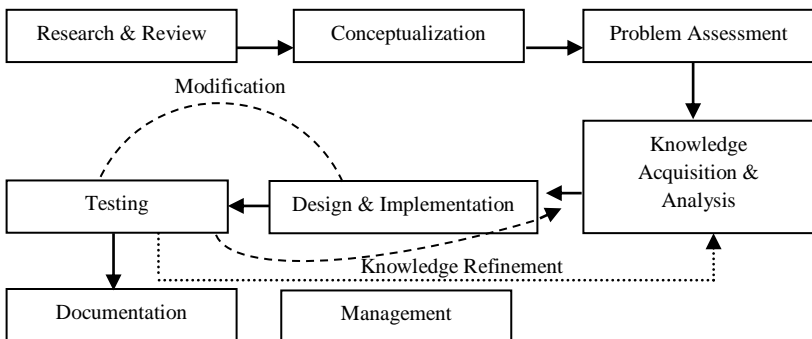 Research & Review
Conceptualization
Problem Assessment
Modification
Knowledge
Acquisition &
Analysis
Testing
Design & Implementation
Knowledge Refinement
Documentation
Management